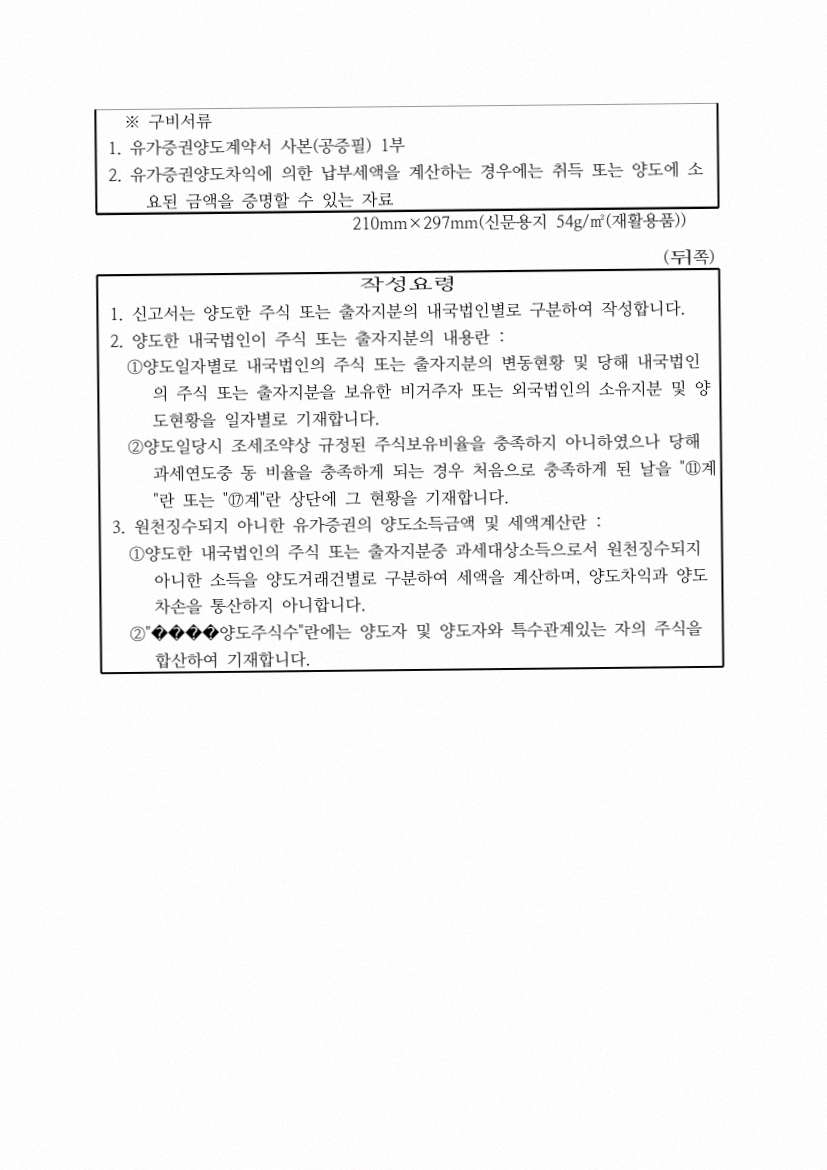 ※ 구비서류
1. 유가증권양도계약서 사본(공증필) 1부
2. 유가증권양도차익에 의한 납부세액을 계산하는 경우에는 취득 또는 양도에 소
요된 금액을 증명할 수 있는 자료
210mm×297mm(신문용지 54g/㎡(재활용품))
(뒤쪽)
작성요령
1. 신고서는 양도한 주식 또는 출자지분의 내국법인별로 구분하여 작성합니다.
2. 양도한 내국법인이 주식 또는 출자지분의 내용란 :
①양도일자별로 내국법인의 주식 또는 출자지분의 변동현황 및 당해 내국법인
의 주식 또는 출자지분을 보유한 비거주자 또는 외국법인의 소유지분 및 양
도현황을 일자별로 기재합니다.
②양도일당시 조세조약상 규정된 주식보유비율을 충족하지 아니하였으나 당해
과세연도중 동 비율을 충족하게 되는 경우 처음으로 충족하게 된 날을 "⑪계
"란 또는 "⑰계"란 상단에 그 현황을 기재합니다.
3. 원천징수되지 아니한 유가증권의 양도소득금액 및 세액계산란 :
①양도한 내국법인의 주식 또는 출자지분중 과세대상소득으로서 원천징수되지
아니한 소득을 양도거래건별로 구분하여 세액을 계산하며, 양도차익과 양도
차손을 통산하지 아니합니다.
②"����양도주식수"란에는 양도자 및 양도자와 특수관계있는 자의 주식을
합산하여 기재합니다.